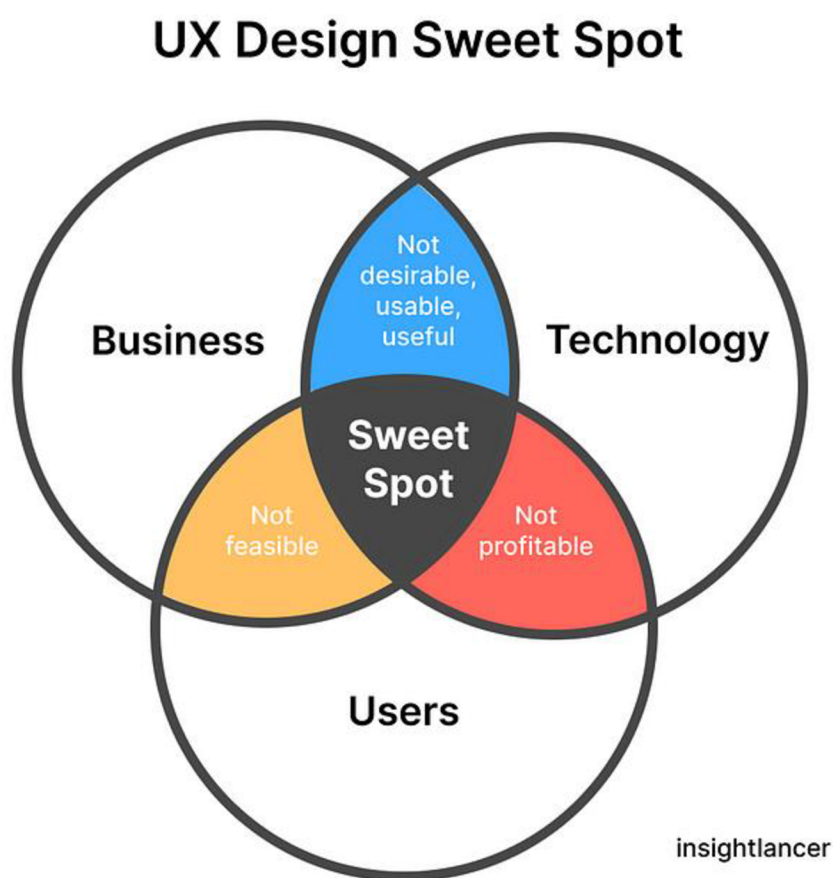 UX Design Sweet Spot
Not
desirable,
usable,
useful
Business
Technology
Sweet
Spot
Not
feasible
Not
profitable
Users
insightlancer